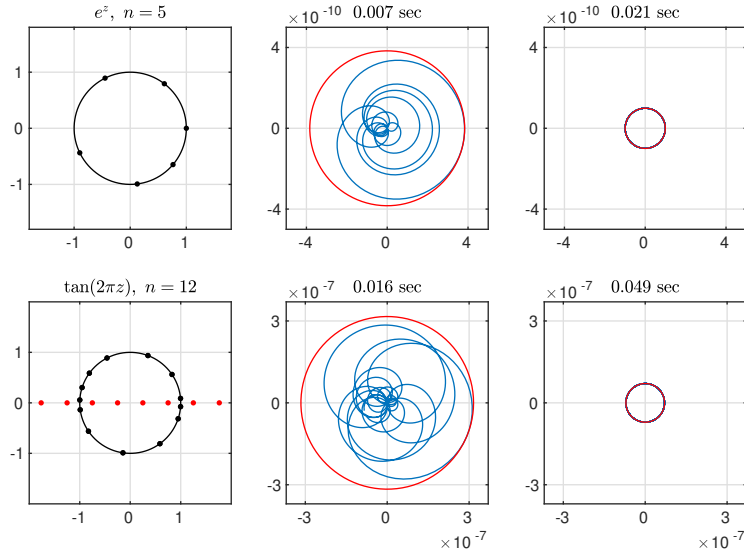 $e^z,\ n = 5$
1
0
-1
-1 0 1
× 10⁻¹⁰ 0.007 sec
4
0
-4
-4 0 4
× 10⁻¹⁰ 0.021 sec
4
0
-4
-4 0 4
tan(2πz), n = 12
1
0
-1
-1 0 1
× 10⁻⁷ 0.016 sec
3
0
-3
-3 0 3
× 10⁻⁷
× 10⁻⁷ 0.049 sec
3
0
-3
-3 0 3
× 10⁻⁷